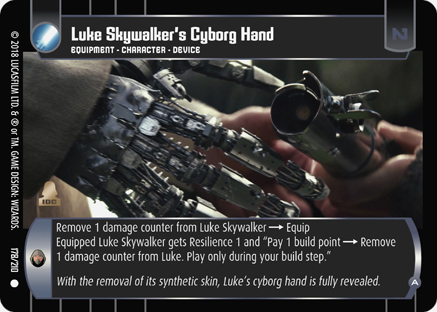 Luke Skywalker's Cyborg Hand
EQUIPMENT - CHARACTER - DEVICE
N
© 2018 LUCASFILM LTD. & ® or TM. GAME DESIGN: WIZARDS.
178/210
IDC
Remove 1 damage counter from Luke Skywalker → Equip
Equipped Luke Skywalker gets Resilience 1 and “Pay 1 build point → Remove
1 damage counter from Luke. Play only during your build step.”
With the removal of its synthetic skin, Luke's cyborg hand is fully revealed.
A